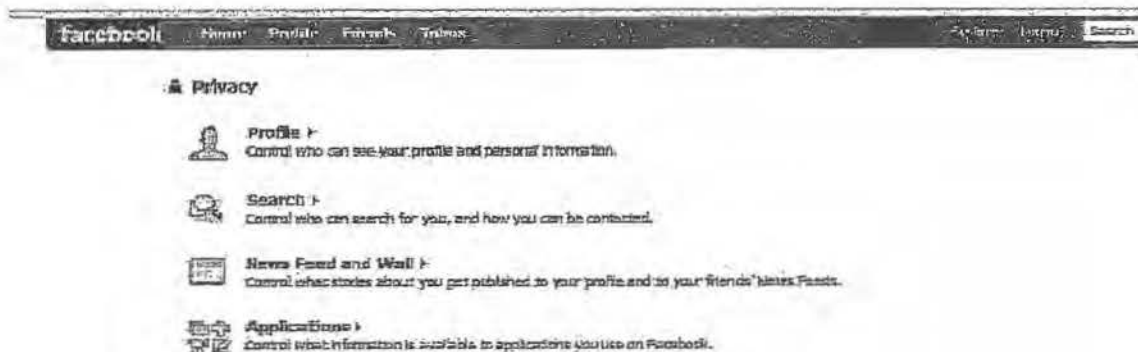 facebook Home Profile Friends Inbox Search
Privacy
Profile
Control who can see your profile and personal information.
Search
Control who can search for you, and how you can be contacted.
News Feed and Wall
Control what stories about you get published to your profile and to your friends' News Feeds.
Applications
Control what information is available to applications you use on Facebook.